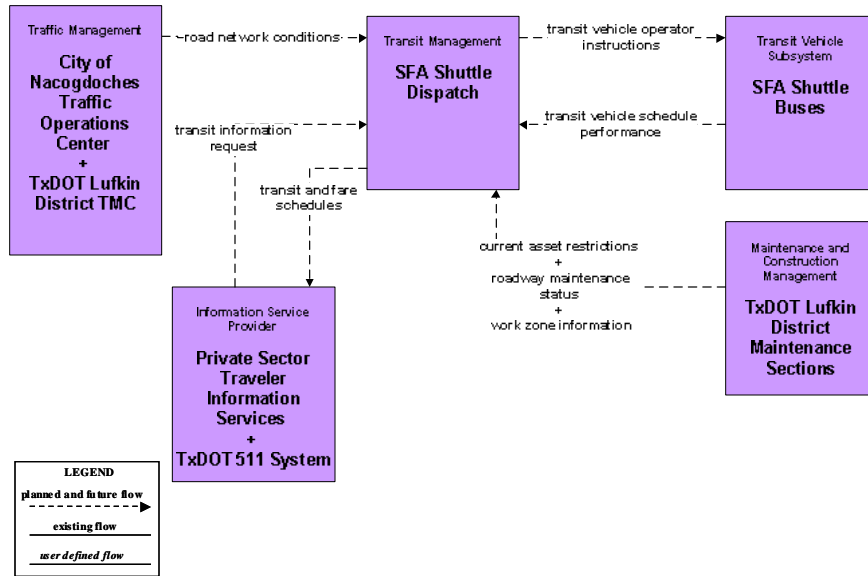 Traffic Management
City of
Nacogdoches
Traffic
Operations
Center
+
TxDOT Lufkin
District TMC
road network conditions
Transit Management
SFA Shuttle
Dispatch
transit vehicle operator
instructions
Transit Vehicle
Subsystem
SFA Shuttle
Buses
transit information
request
transit vehicle schedule
performance
transit and fare
schedules
current asset restrictions
+
roadway maintenance
status
+
work zone information
Maintenance and
Construction
Management
TxDOT Lufkin
District
Maintenance
Sections
Information Service
Provider
Private Sector
Traveler
Information
Services
+
TxDOT 511 System
LEGEND
planned and future flow
existing flow
user defined flow